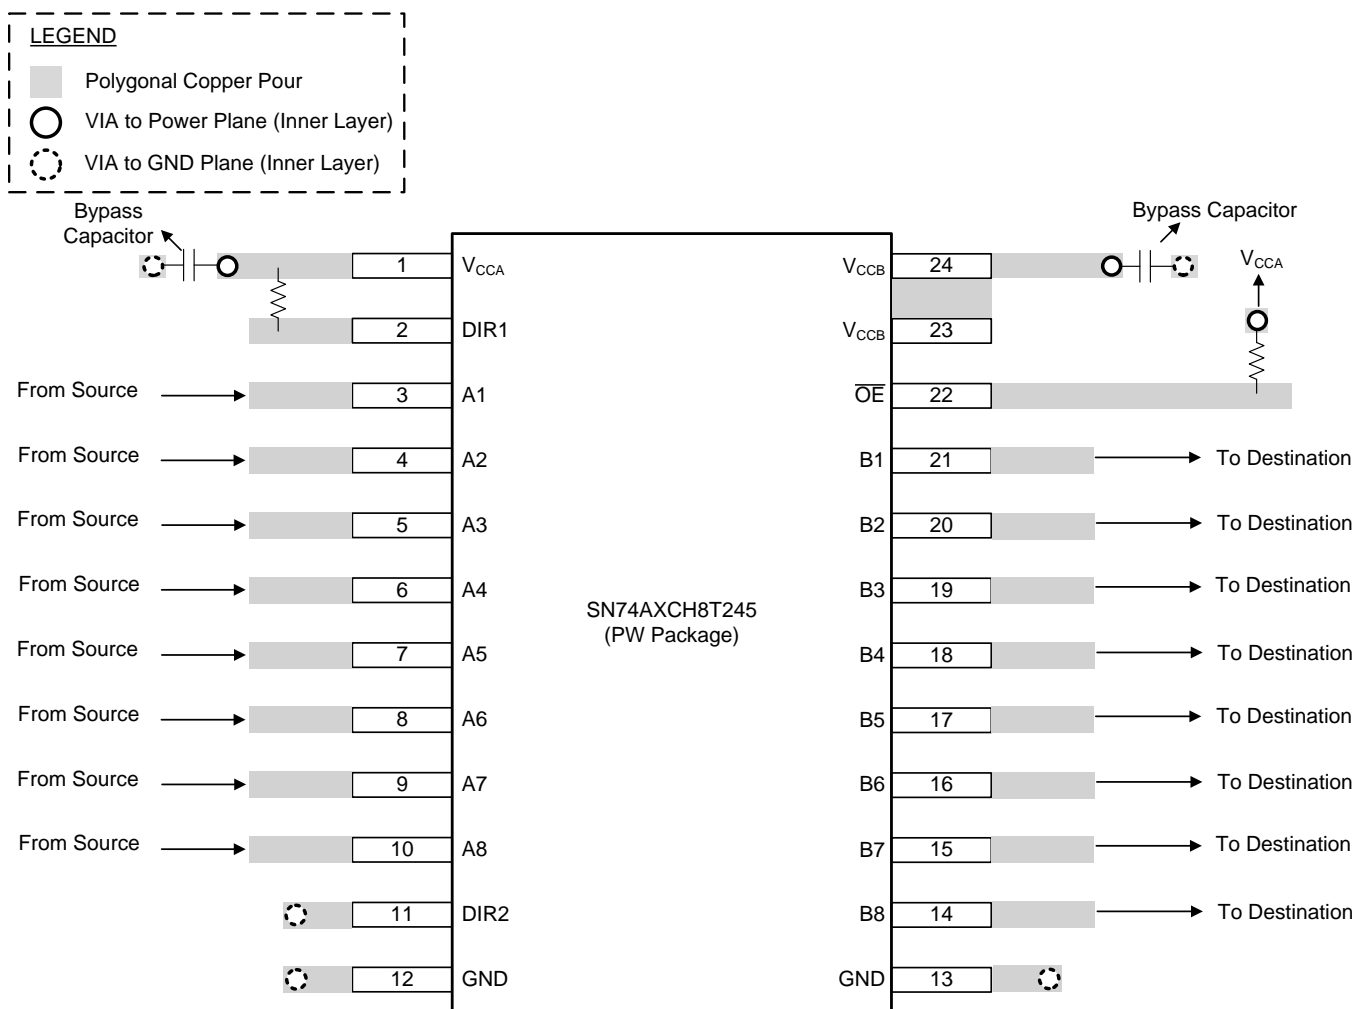 LEGEND
Polygonal Copper Pour
VIA to Power Plane (Inner Layer)
VIA to GND Plane (Inner Layer)
Bypass
Capacitor
Bypass Capacitor
VCCA
1 VCCA
VCCB 24
2 DIR1
VCCB 23
From Source 3 A1
OE 22
From Source 4 A2
B1 21 To Destination
From Source 5 A3
B2 20 To Destination
From Source 6 A4
B3 19 To Destination
SN74AXCH8T245
(PW Package)
From Source 7 A5
B4 18 To Destination
From Source 8 A6
B5 17 To Destination
From Source 9 A7
B6 16 To Destination
From Source 10 A8
B7 15 To Destination
11 DIR2
B8 14 To Destination
12 GND
GND 13